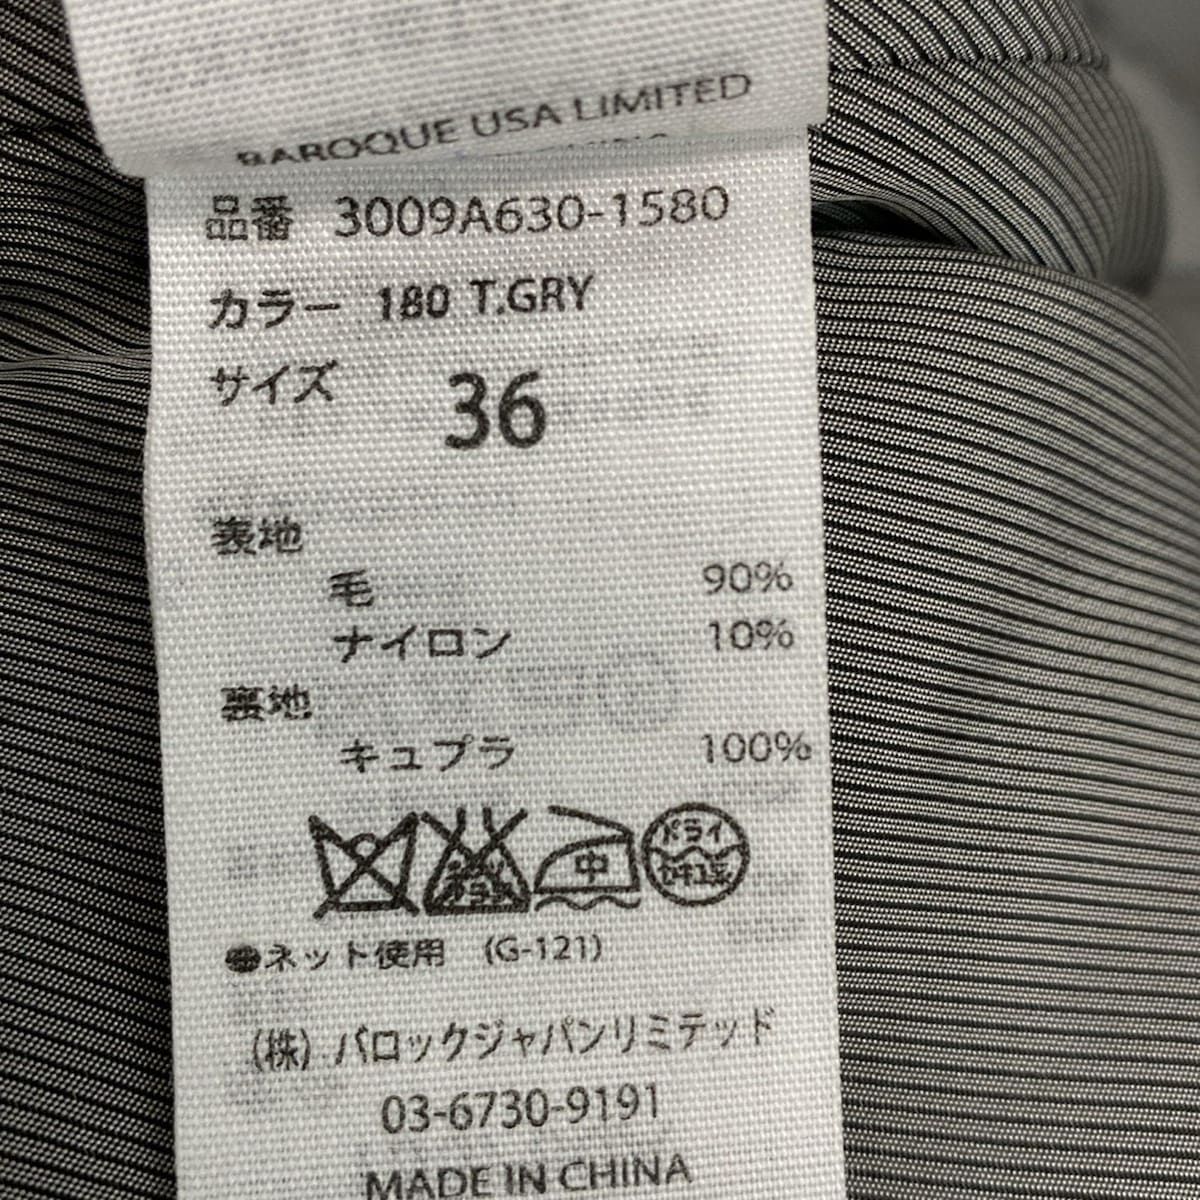 BAROQUE USA LIMITED
品番 3009A630-1580
カラー 180 T.GRY
サイズ 36
表地
毛 90%
ナイロン 10%
裏地
キュプラ 100%
中 ドライ
●ネット使用 (G-121)
(株) バロックジャパンリミテッド
03-6730-9191
MADE IN CHINA